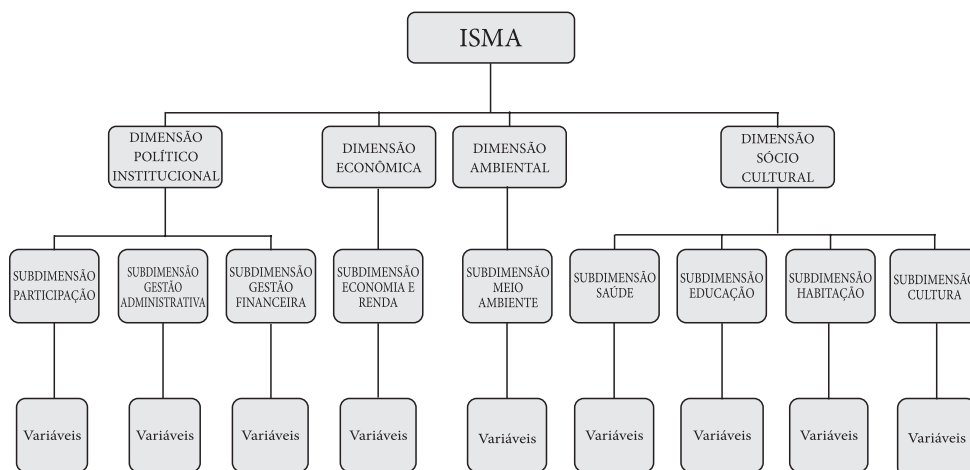 ISMA
DIMENSÃO
POLÍTICO
INSTITUCIONAL
DIMENSÃO
ECONÔMICA
DIMENSÃO
AMBIENTAL
DIMENSÃO
SÓCIO
CULTURAL
SUBDIMENSÃO
PARTICIPAÇÃO
SUBDIMENSÃO
GESTÃO
ADMINISTRATIVA
SUBDIMENSÃO
GESTÃO
FINANCEIRA
SUBDIMENSÃO
ECONOMIA E
RENDA
SUBDIMENSÃO
MEIO
AMBIENTE
SUBDIMENSÃO
SAÚDE
SUBDIMENSÃO
EDUCAÇÃO
SUBDIMENSÃO
HABITAÇÃO
SUBDIMENSÃO
CULTURA
Variáveis
Variáveis
Variáveis
Variáveis
Variáveis
Variáveis
Variáveis
Variáveis
Variáveis